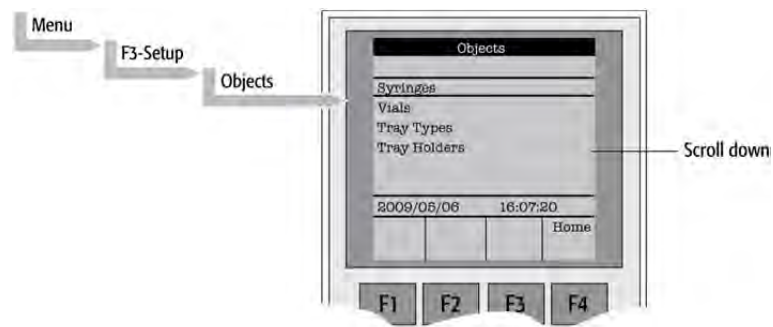 Menu
F3-Setup
Objects
Objects
Syringes
Vials
Tray Types
Tray Holders
Scroll down
2009/05/06 16:07:20
Home
F1 F2 F3 F4